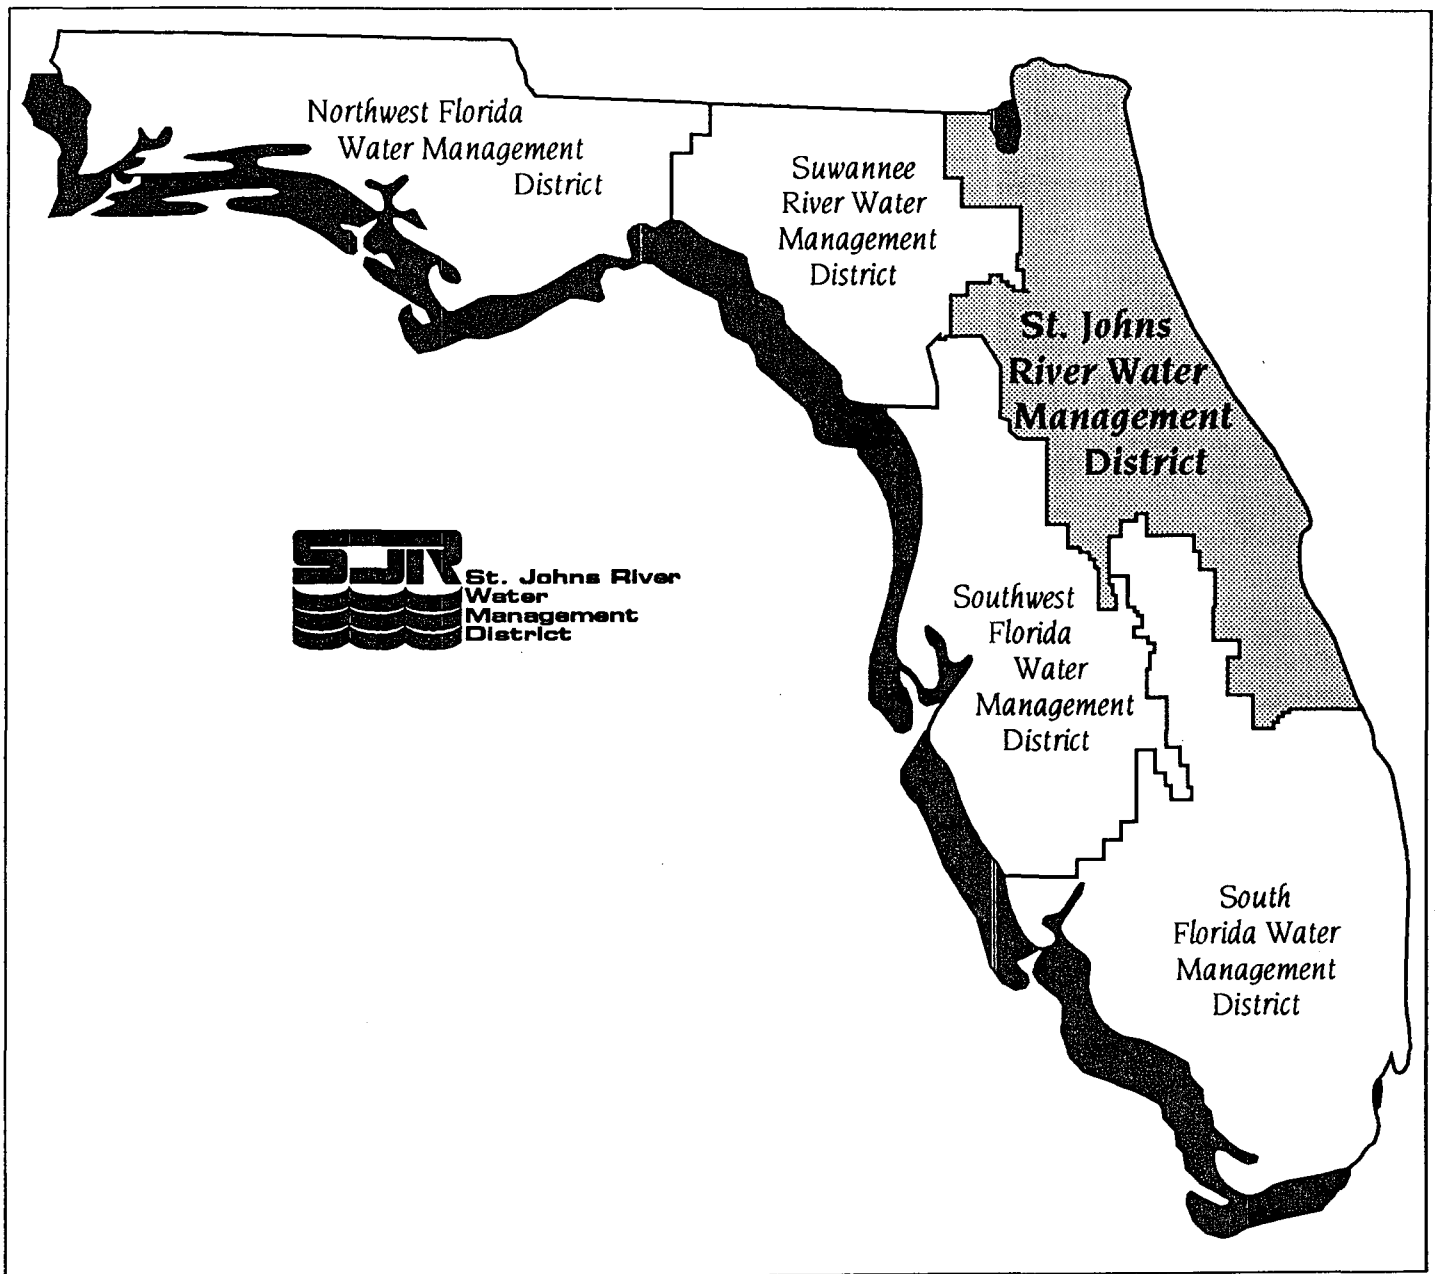 Northwest Florida
Water Management
District
Suwannee
River Water
Management
District
St. Johns
River Water
Management
District
SJR
St. Johns River
Water
Management
District
Southwest
Florida
Water
Management
District
South
Florida Water
Management
District